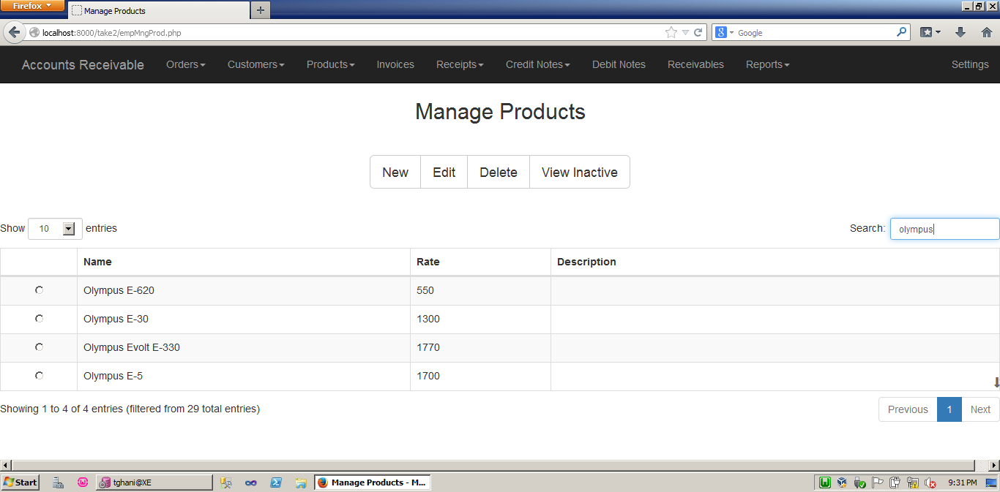 Firefox
Manage Products
localhost:8000/take2/empMngProd.php
Google
Accounts Receivable Orders Customers Products Invoices Receipts Credit Notes Debit Notes Receivables Reports Settings
Manage Products
New Edit Delete View Inactive
Show 10 entries Search: olympus
Name Rate Description
Olympus E-620 550
Olympus E-30 1300
Olympus Evolt E-330 1770
Olympus E-5 1700
Showing 1 to 4 of 4 entries (filtered from 29 total entries) Previous 1 Next
Start tghani@XE Manage Products - M... 9:31 PM